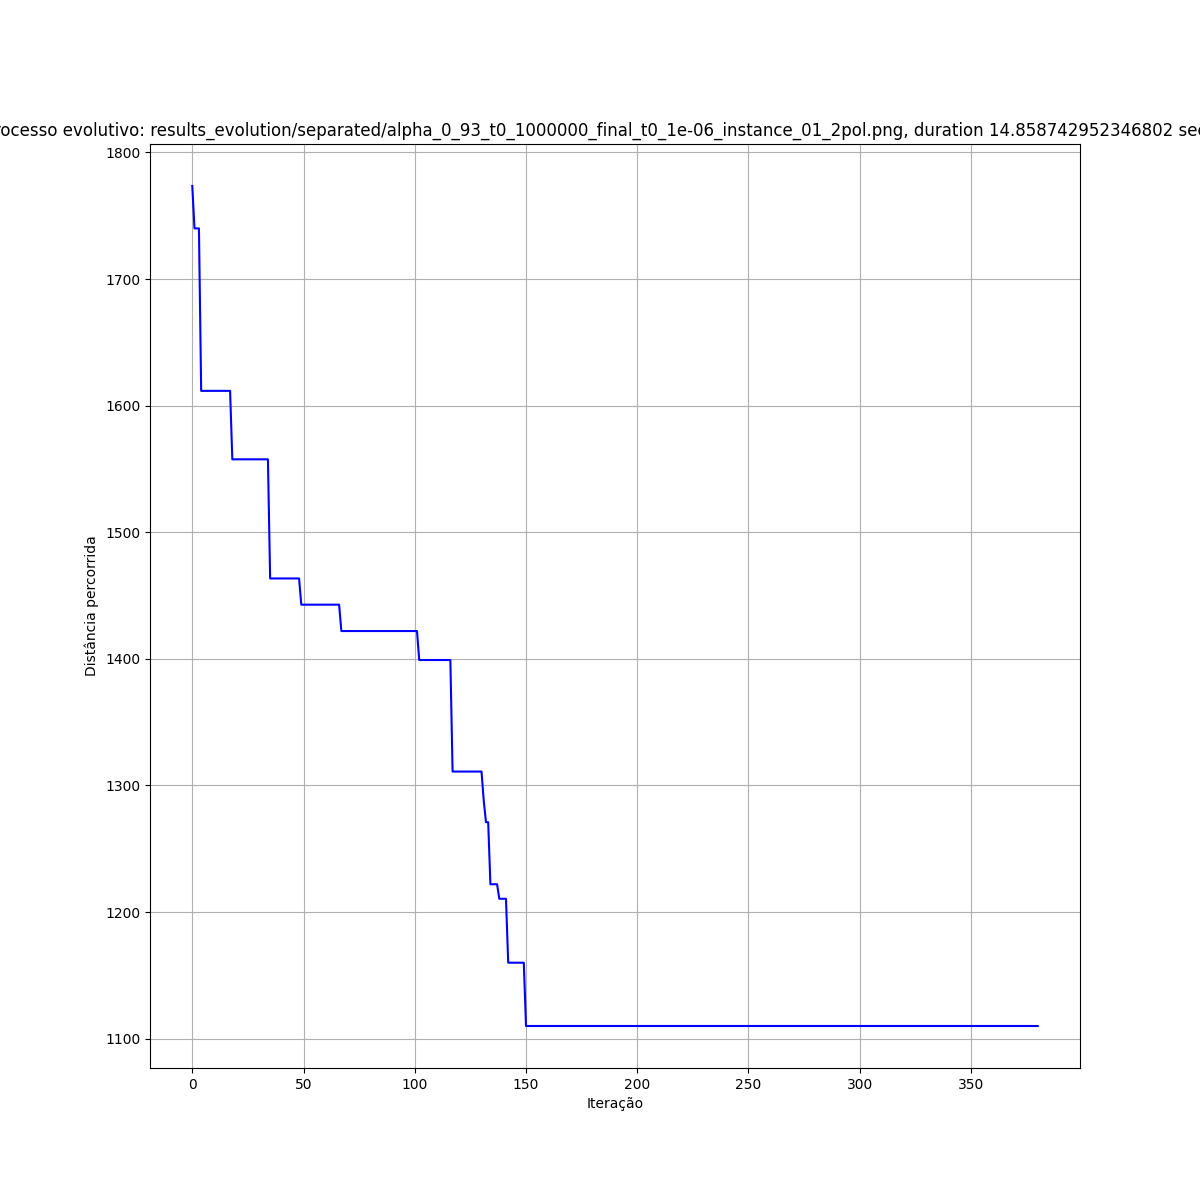 ocesso evolutivo: results_evolution/separated/alpha_0_93_t0_1000000_final_t0_1e-06_instance_01_2pol.png, duration 14.858742952346802 sec
1800
1700
1600
1500
1400
1300
1200
1100
Distância percorrida
0 50 100 150 200 250 300 350
Iteração